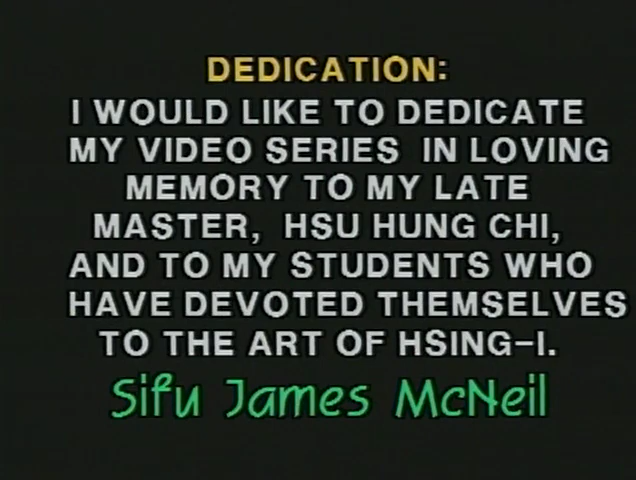 DEDICATION:
I WOULD LIKE TO DEDICATE
MY VIDEO SERIES IN LOVING
MEMORY TO MY LATE
MASTER, HSU HUNG CHI,
AND TO MY STUDENTS WHO
HAVE DEVOTED THEMSELVES
TO THE ART OF HSING-I.
Sifu James McNeil